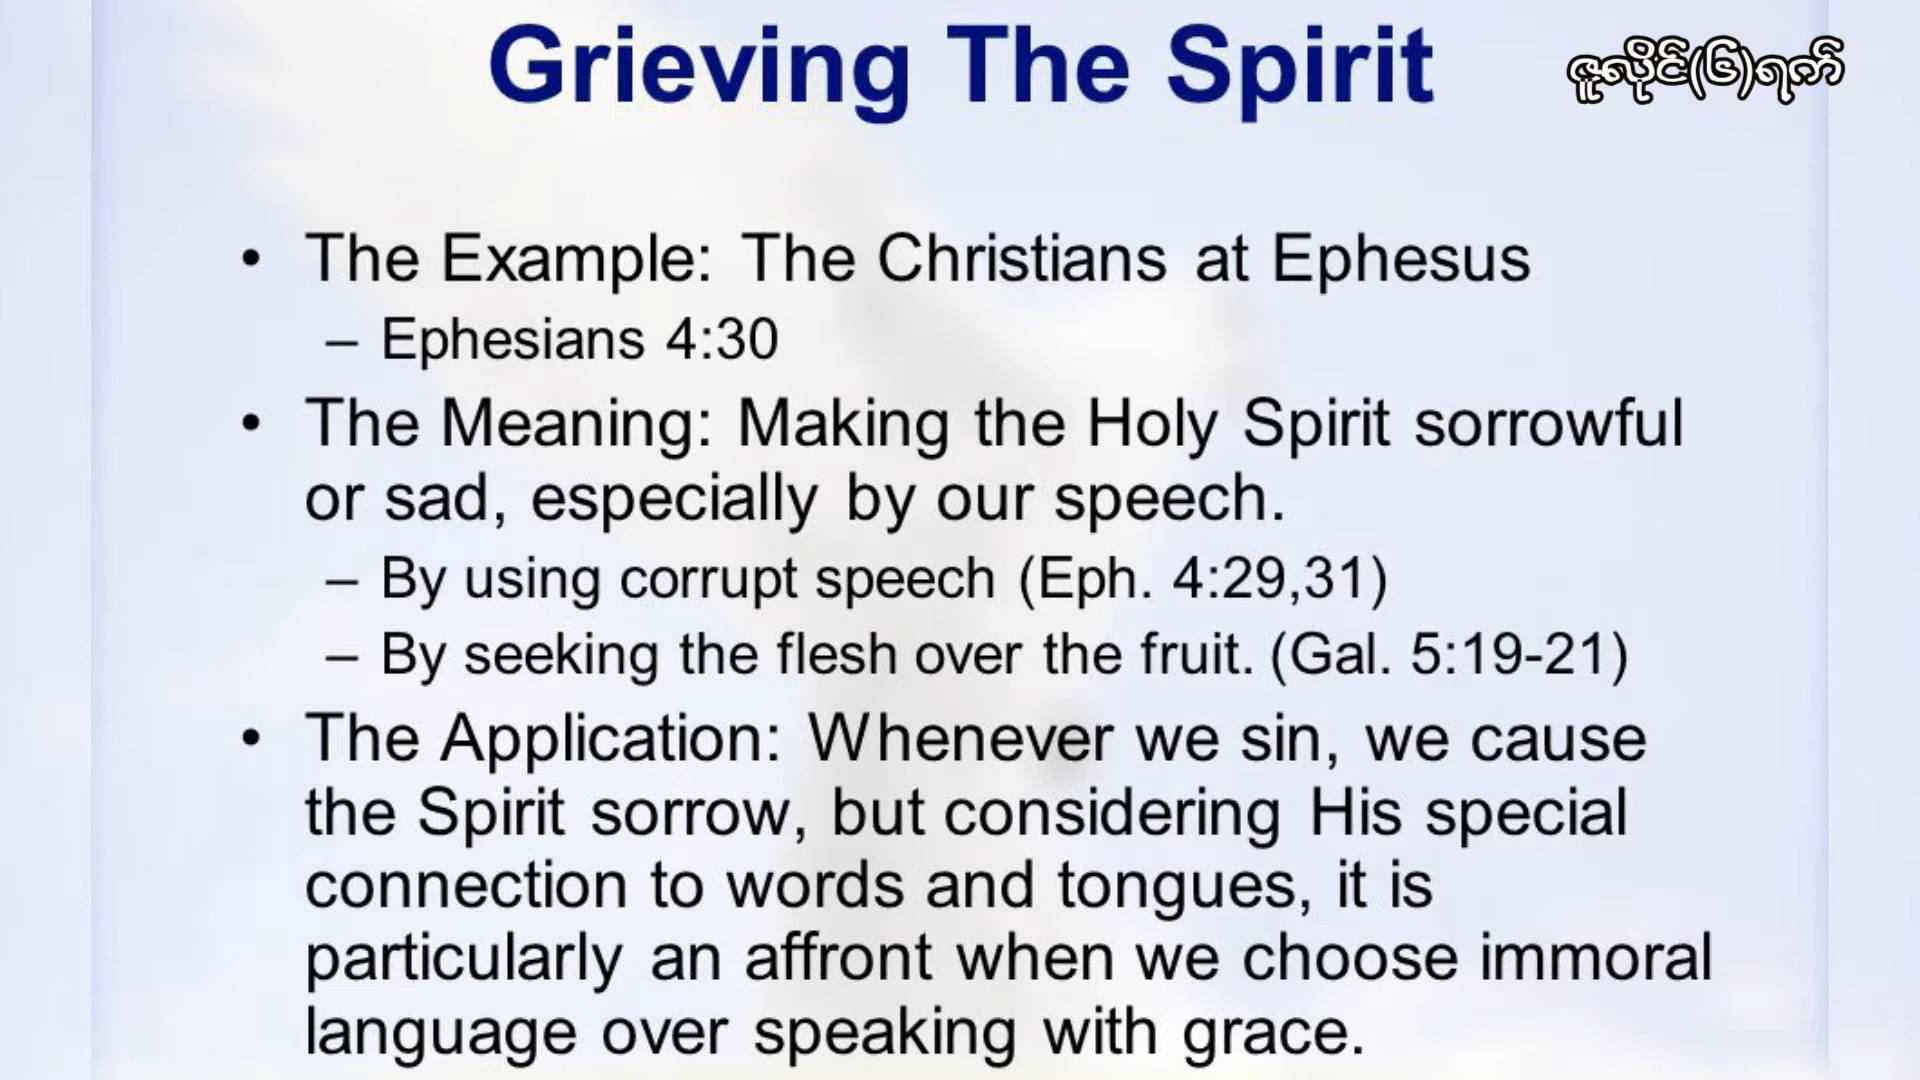 Grieving The Spirit
ဇူလိုင်(၆)ရက်
• The Example: The Christians at Ephesus
– Ephesians 4:30
• The Meaning: Making the Holy Spirit sorrowful
or sad, especially by our speech.
– By using corrupt speech (Eph. 4:29,31)
– By seeking the flesh over the fruit. (Gal. 5:19-21)
• The Application: Whenever we sin, we cause
the Spirit sorrow, but considering His special
connection to words and tongues, it is
particularly an affront when we choose immoral
language over speaking with grace.